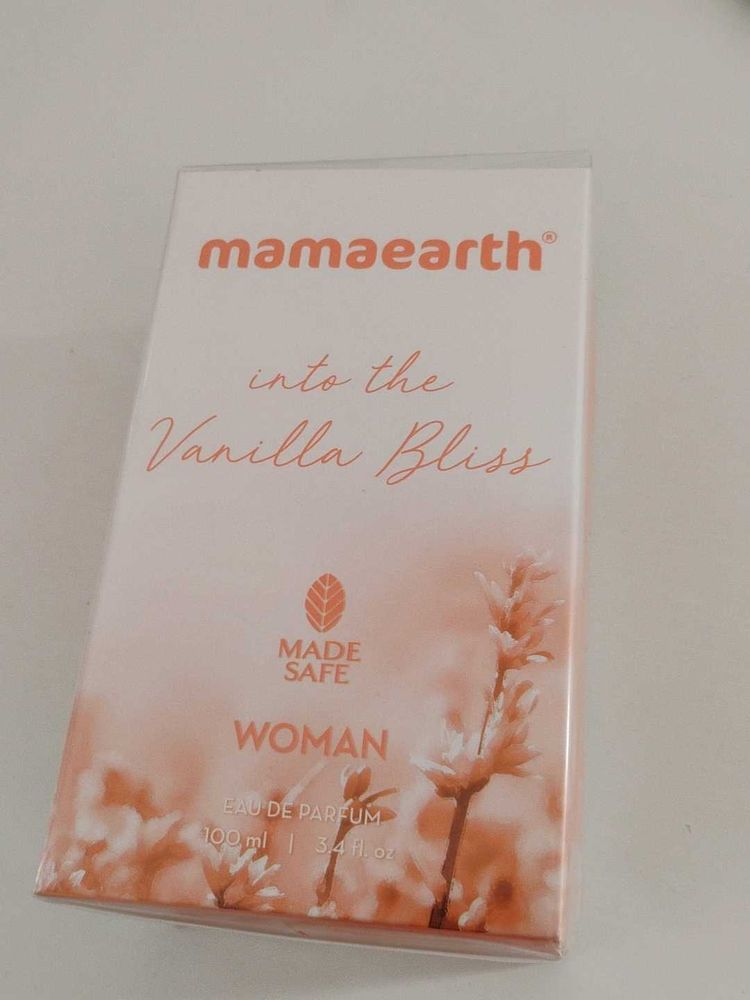 mamaearth®
into the
Vanilla Bliss
MADE
SAFE
WOMAN
EAU DE PARFUM
100 ml | 3.4 fl. oz